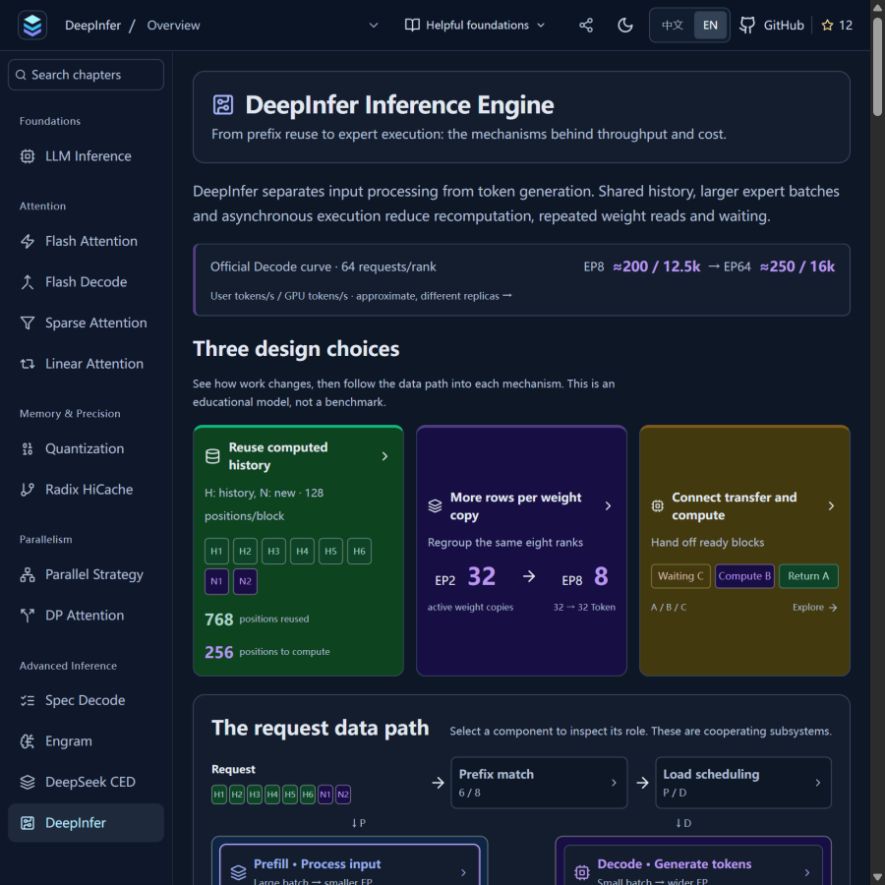 DeepInfer / Overview
Helpful foundations
中文 EN
GitHub
12
Search chapters
Foundations
LLM Inference
Attention
Flash Attention
Flash Decode
Sparse Attention
Linear Attention
Memory & Precision
Quantization
Radix HiCache
Parallelism
Parallel Strategy
DP Attention
Advanced Inference
Spec Decode
Engram
DeepSeek CED
DeepInfer
DeepInfer Inference Engine
From prefix reuse to expert execution: the mechanisms behind throughput and cost.
DeepInfer separates input processing from token generation. Shared history, larger expert batches
and asynchronous execution reduce recomputation, repeated weight reads and waiting.
Official Decode curve · 64 requests/rank
EP8 ≈200 / 12.5k → EP64 ≈250 / 16k
User tokens/s / GPU tokens/s · approximate, different replicas →
Three design choices
See how work changes, then follow the data path into each mechanism. This is an
educational model, not a benchmark.
Reuse computed
history
H: history, N: new · 128
positions/block
H1 H2 H3 H4 H5 H6
N1 N2
768 positions reused
256 positions to compute
More rows per weight
copy
Regroup the same eight ranks
EP2 32 → EP8 8
active weight copies 32 → 32 Token
Connect transfer and
compute
Hand off ready blocks
Waiting C Compute B Return A
A / B / C Explore →
The request data path
Select a component to inspect its role. These are cooperating subsystems.
Request
H1 H2 H3 H4 H5 H6 N1 N2
→
Prefix match
6 / 8
→
Load scheduling
P / D
↓ P
↓ D
Prefill • Process input
Large batch → smaller EP
Decode • Generate tokens
Small batch → wider EP